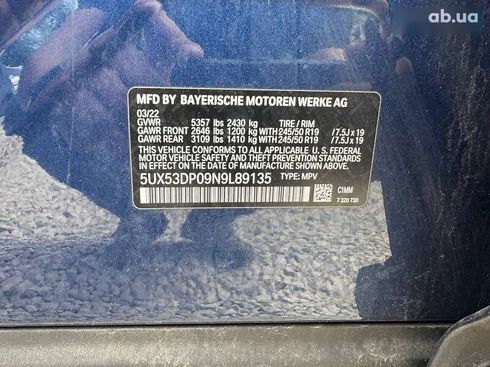 ab.ua
MFD BY BAYERISCHE MOTOREN WERKE AG
03/22
GVWR 5357 lbs 2430 kg TIRE / RIM
GAWR FRONT 2646 lbs 1200 kg WITH 245/50 R19 /7.5J x 19
GAWR REAR 3109 lbs 1410 kg WITH 245/50 R19 /7.5J x 19
THIS VEHICLE CONFORMS TO ALL APPLICABLE FEDERAL
MOTOR VEHICLE SAFETY, BUMPER AND THEFT PREVENTION
STANDARDS IN EFFECT ON THE DATE OF MANUFACTURE
SHOWN ABOVE.
5UX53DP09N9L89135 TYPE: MPV
C1MM
7 320 730